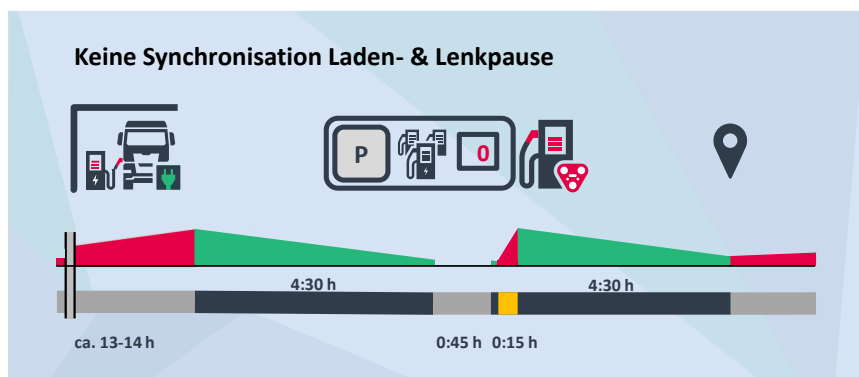 Keine Synchronisation Laden- & Lenkpause
P
0
4:30 h
4:30 h
ca. 13-14 h
0:45 h
0:15 h